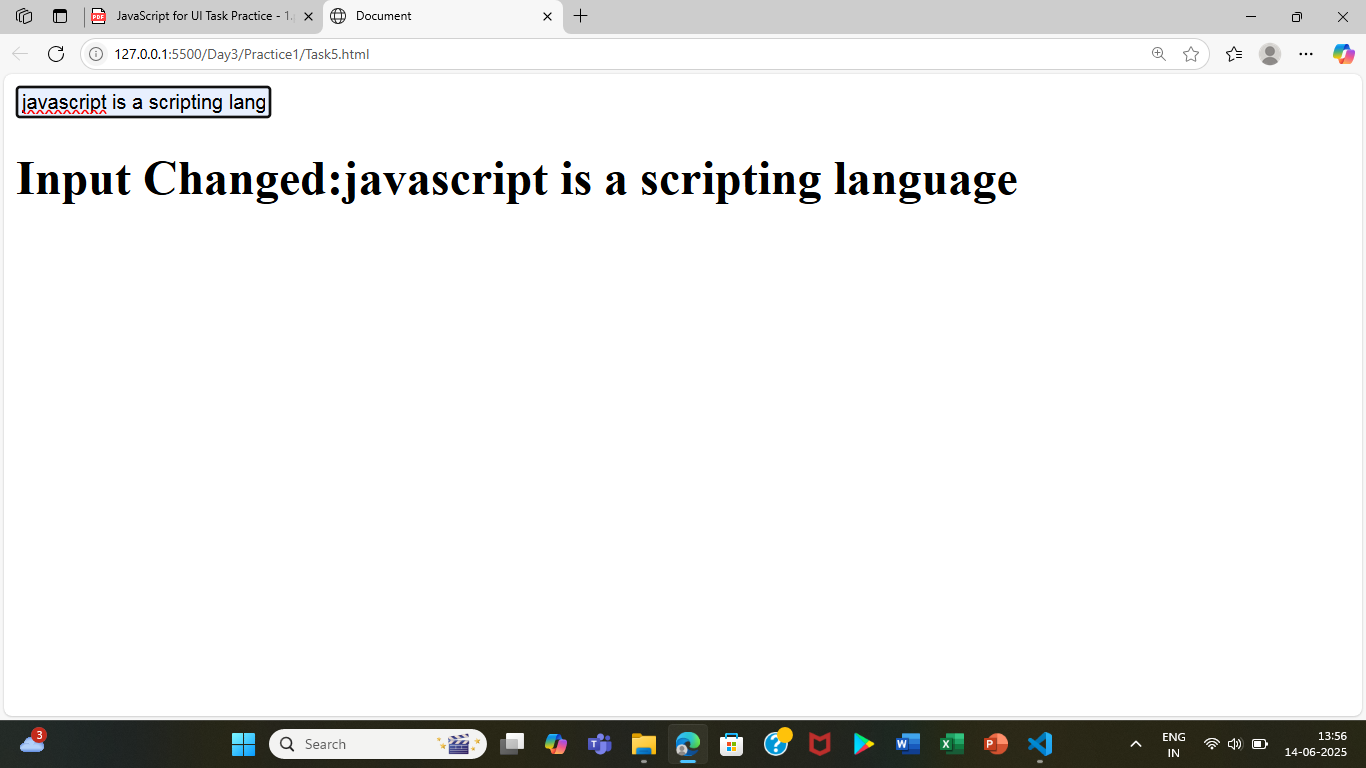 JavaScript for UI Task Practice - 1.
Document
127.0.0.1:5500/Day3/Practice1/Task5.html
javascript is a scripting lang
Input Changed:javascript is a scripting language
3
Search
ENG
IN
13:56
14-06-2025